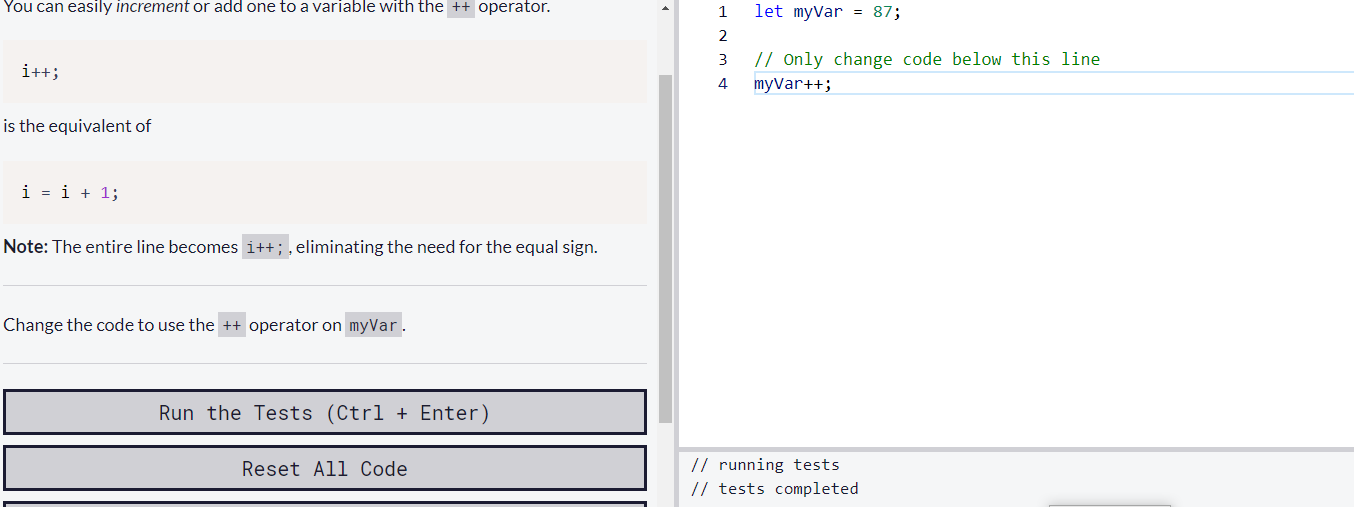 You can easily increment or add one to a variable with the ++ operator.
i++;
is the equivalent of
i = i + 1;
Note: The entire line becomes i++;, eliminating the need for the equal sign.
Change the code to use the ++ operator on myVar.
Run the Tests (Ctrl + Enter)
Reset All Code
1 let myVar = 87;
2
3 // Only change code below this line
4 myVar++;
// running tests
// tests completed